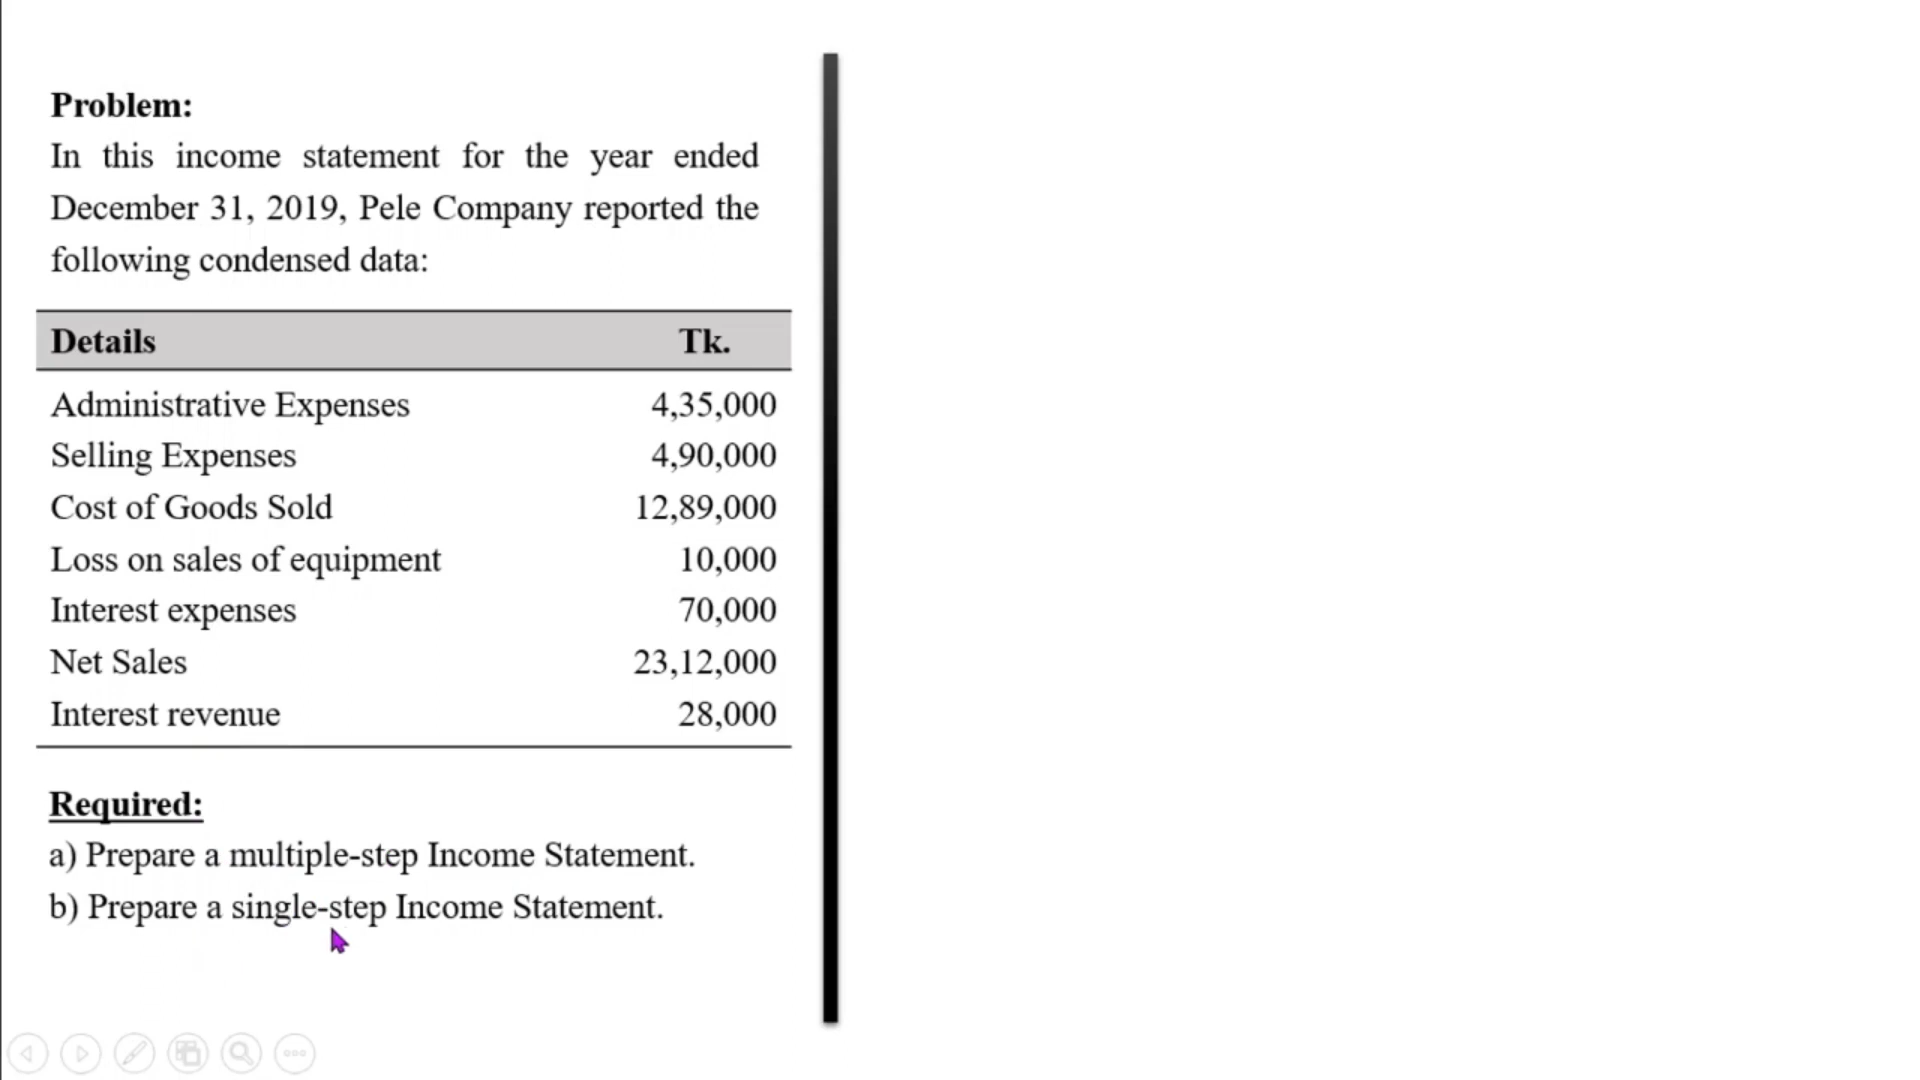 Problem:
In this income statement for the year ended
December 31, 2019, Pele Company reported the
following condensed data:
Details Tk.
Administrative Expenses 4,35,000
Selling Expenses 4,90,000
Cost of Goods Sold 12,89,000
Loss on sales of equipment 10,000
Interest expenses 70,000
Net Sales 23,12,000
Interest revenue 28,000
Required:
a) Prepare a multiple-step Income Statement.
b) Prepare a single-step Income Statement.